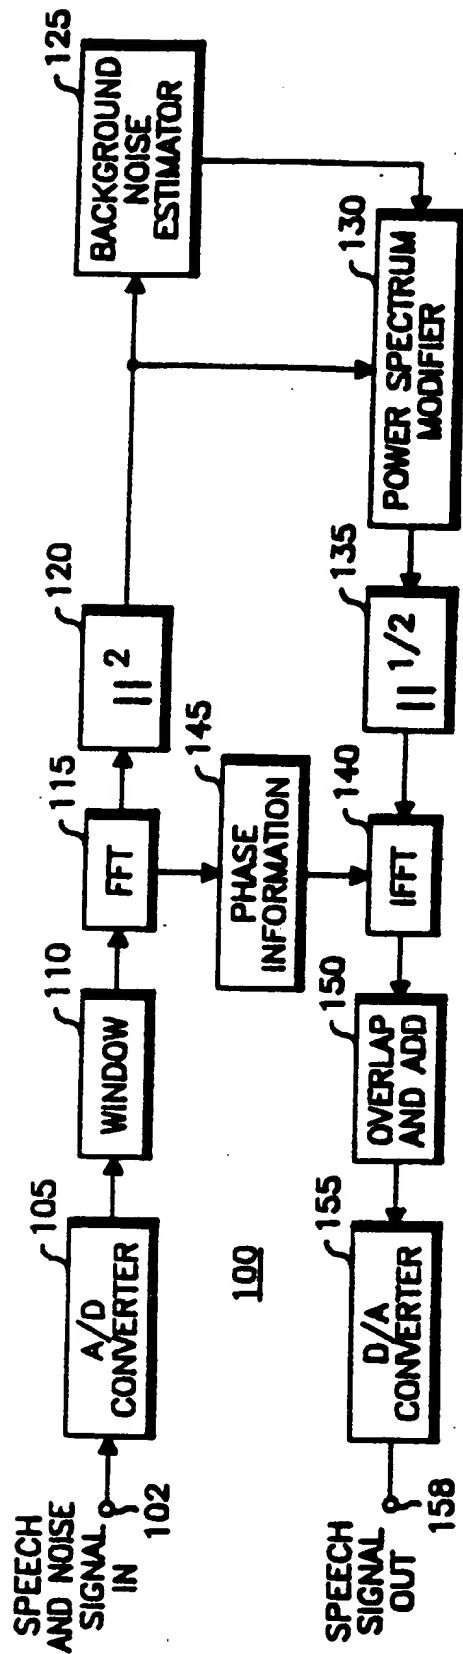 SPEECH
AND NOISE
SIGNAL
IN
102
A/D
CONVERTER
105
WINDOW
110
FFT
115
||²
120
BACKGROUND
NOISE
ESTIMATOR
125
PHASE
INFORMATION
145
100
SPEECH
SIGNAL
OUT
158
D/A
CONVERTER
155
OVERLAP
AND ADD
150
IFFT
140
||1/2
135
POWER SPECTRUM
MODIFIER
130